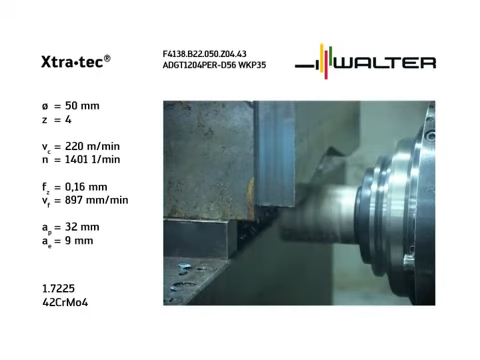 Xtra•tec®
F4138.B22.050.Z04.43
ADGT1204PER-D56 WKP35
WALTER
ø = 50 mm
z = 4
vc = 220 m/min
n = 1401 1/min
fz = 0,16 mm
vf = 897 mm/min
ap = 32 mm
ae = 9 mm
1.7225
42CrMo4